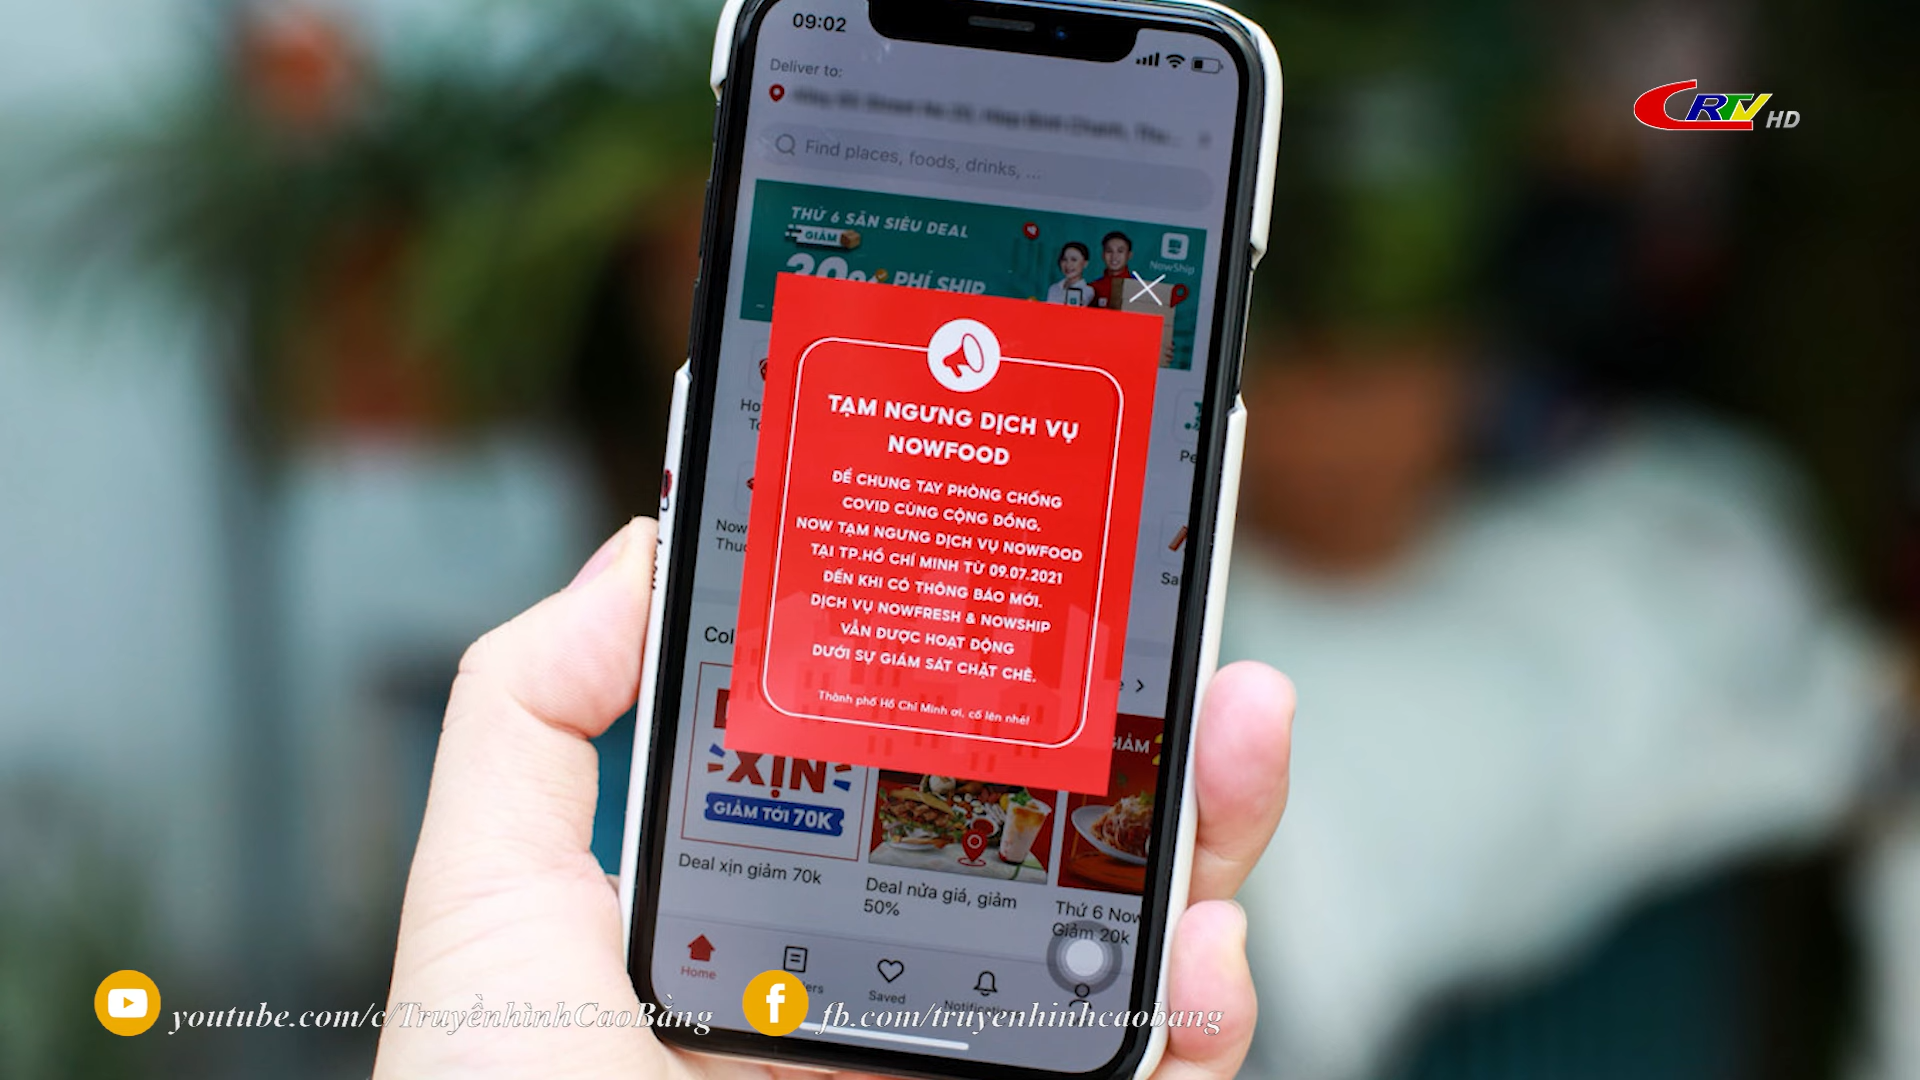 09:02
CRTV HD
Deliver to:
Find places, foods, drinks, ...
THỨ 6 SĂN SIÊU DEAL
GIẢM
PHÍ SHIP
NowShip
TẠM NGƯNG DỊCH VỤ
NOWFOOD
ĐỂ CHUNG TAY PHÒNG CHỐNG
COVID CÙNG CỘNG ĐỒNG.
NOW TẠM NGƯNG DỊCH VỤ NOWFOOD
TẠI TP.HỒ CHÍ MINH TỪ 09.07.2021
ĐẾN KHI CÓ THÔNG BÁO MỚI.
DỊCH VỤ NOWFRESH & NOWSHIP
VẪN ĐƯỢC HOẠT ĐỘNG
DƯỚI SỰ GIÁM SÁT CHẶT CHẼ.
Thành phố Hồ Chí Minh ơi, cố lên nhé!
XỊN
GIẢM TỚI 70K
GIẢM
Deal xịn giảm 70k
Deal nửa giá, giảm
50%
Thứ 6 Now
Giảm 20k
Home
Saved
youtube.com/c/TruyềnhìnhCaoBằng
fb.com/truyenhinhcaobang